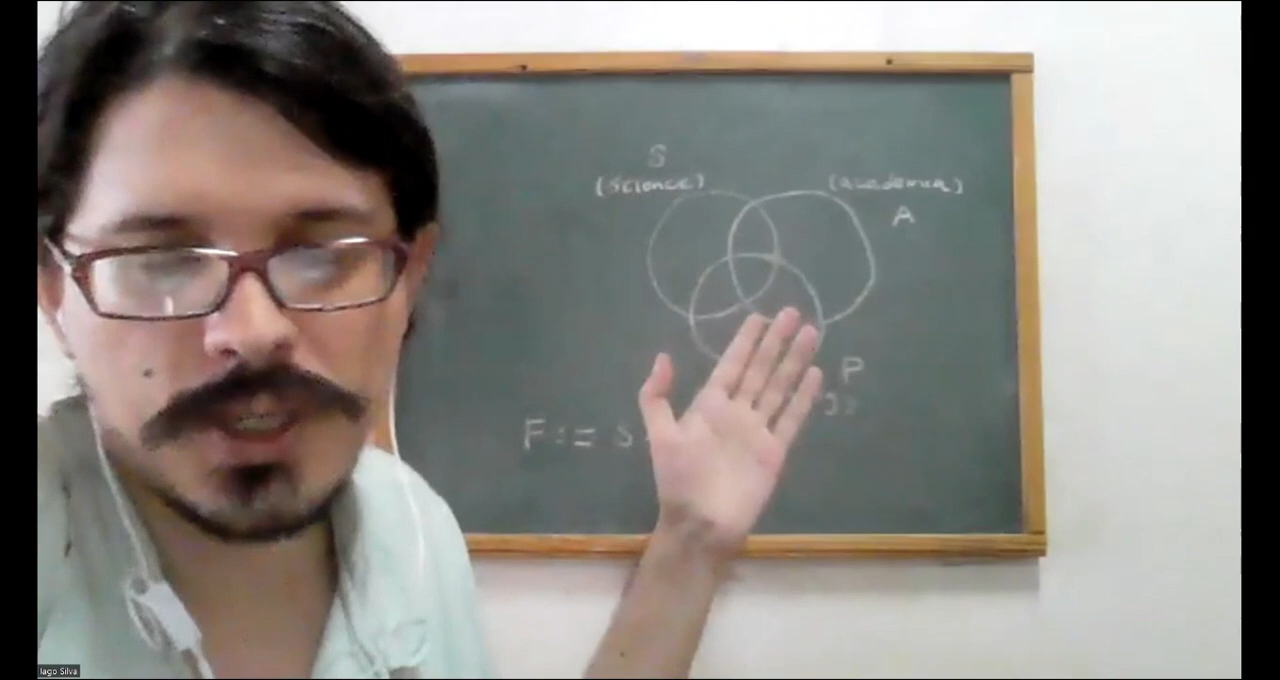 S
(science)
(academia)
A
P
F := S
Iago Silva